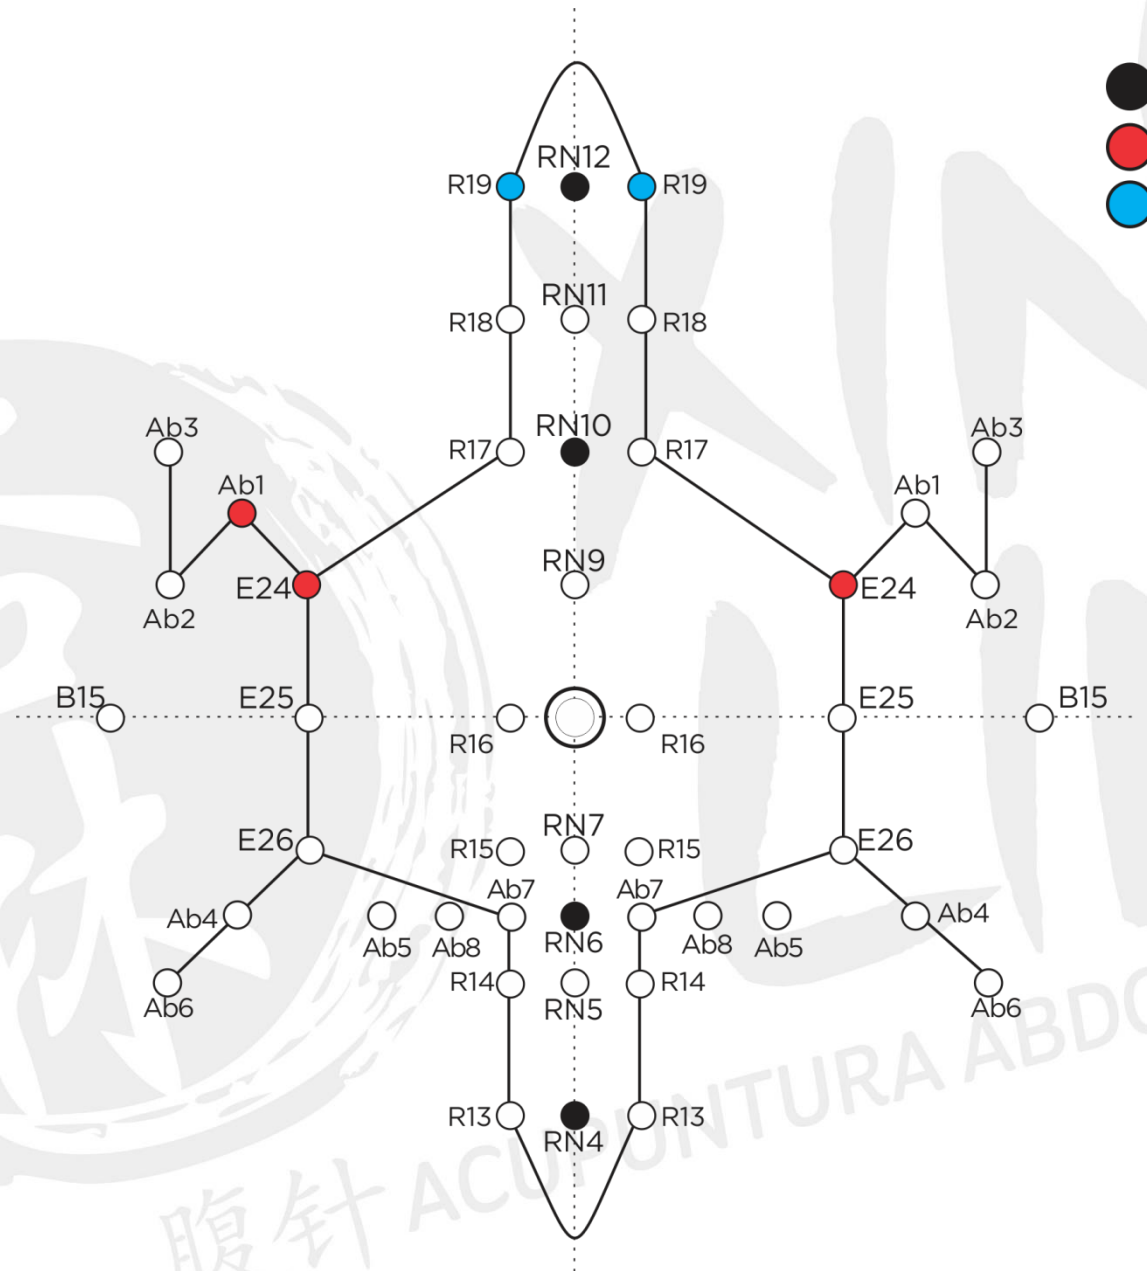 RN12
R19
R19
RN11
R18
R18
RN10
Ab3
R17
R17
Ab3
Ab1
Ab1
RN9
E24
E24
Ab2
Ab2
B15
E25
E25
B15
R16
R16
RN7
E26
R15
R15
E26
Ab7
Ab7
Ab4
Ab4
Ab5
Ab8
RN6
Ab8
Ab5
R14
R14
Ab6
RN5
Ab6
R13
R13
RN4
腹针 ACUPUNTURA ABDO